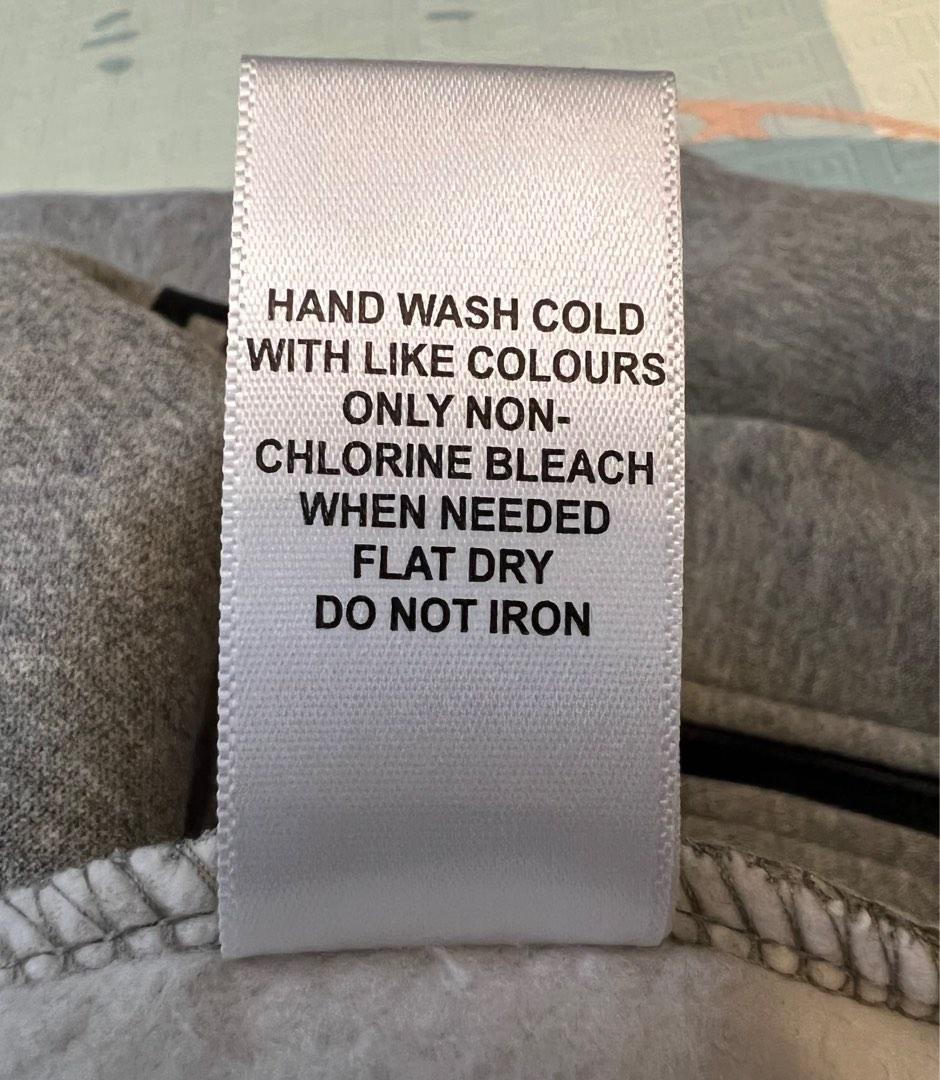 HAND WASH COLD
WITH LIKE COLOURS
ONLY NON-
CHLORINE BLEACH
WHEN NEEDED
FLAT DRY
DO NOT IRON